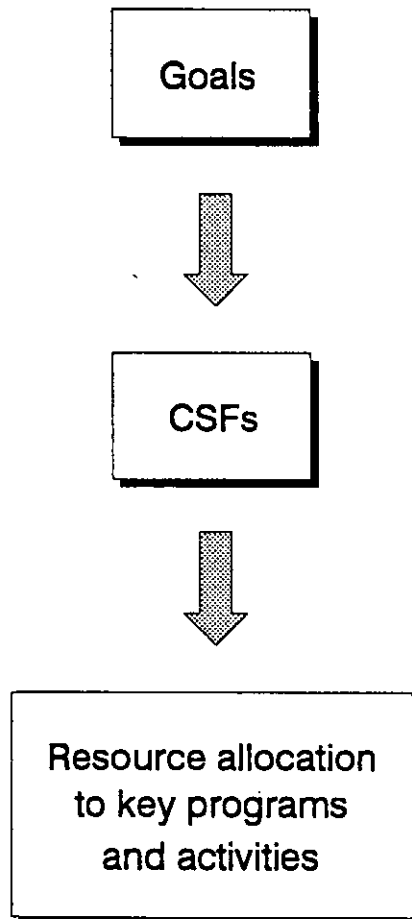 Goals
CSFs
Resource allocation
to key programs
and activities